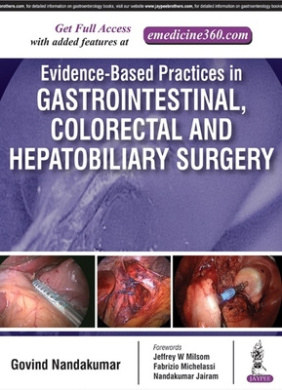 Get Full Access
with added features at
emedicine360.com
Evidence-Based Practices in
GASTROINTESTINAL,
COLORECTAL AND
HEPATOBILIARY SURGERY
Govind Nandakumar
Forewords
Jeffrey W Milsom
Fabrizio Michelassi
Nandakumar Jairam
JAYPEE